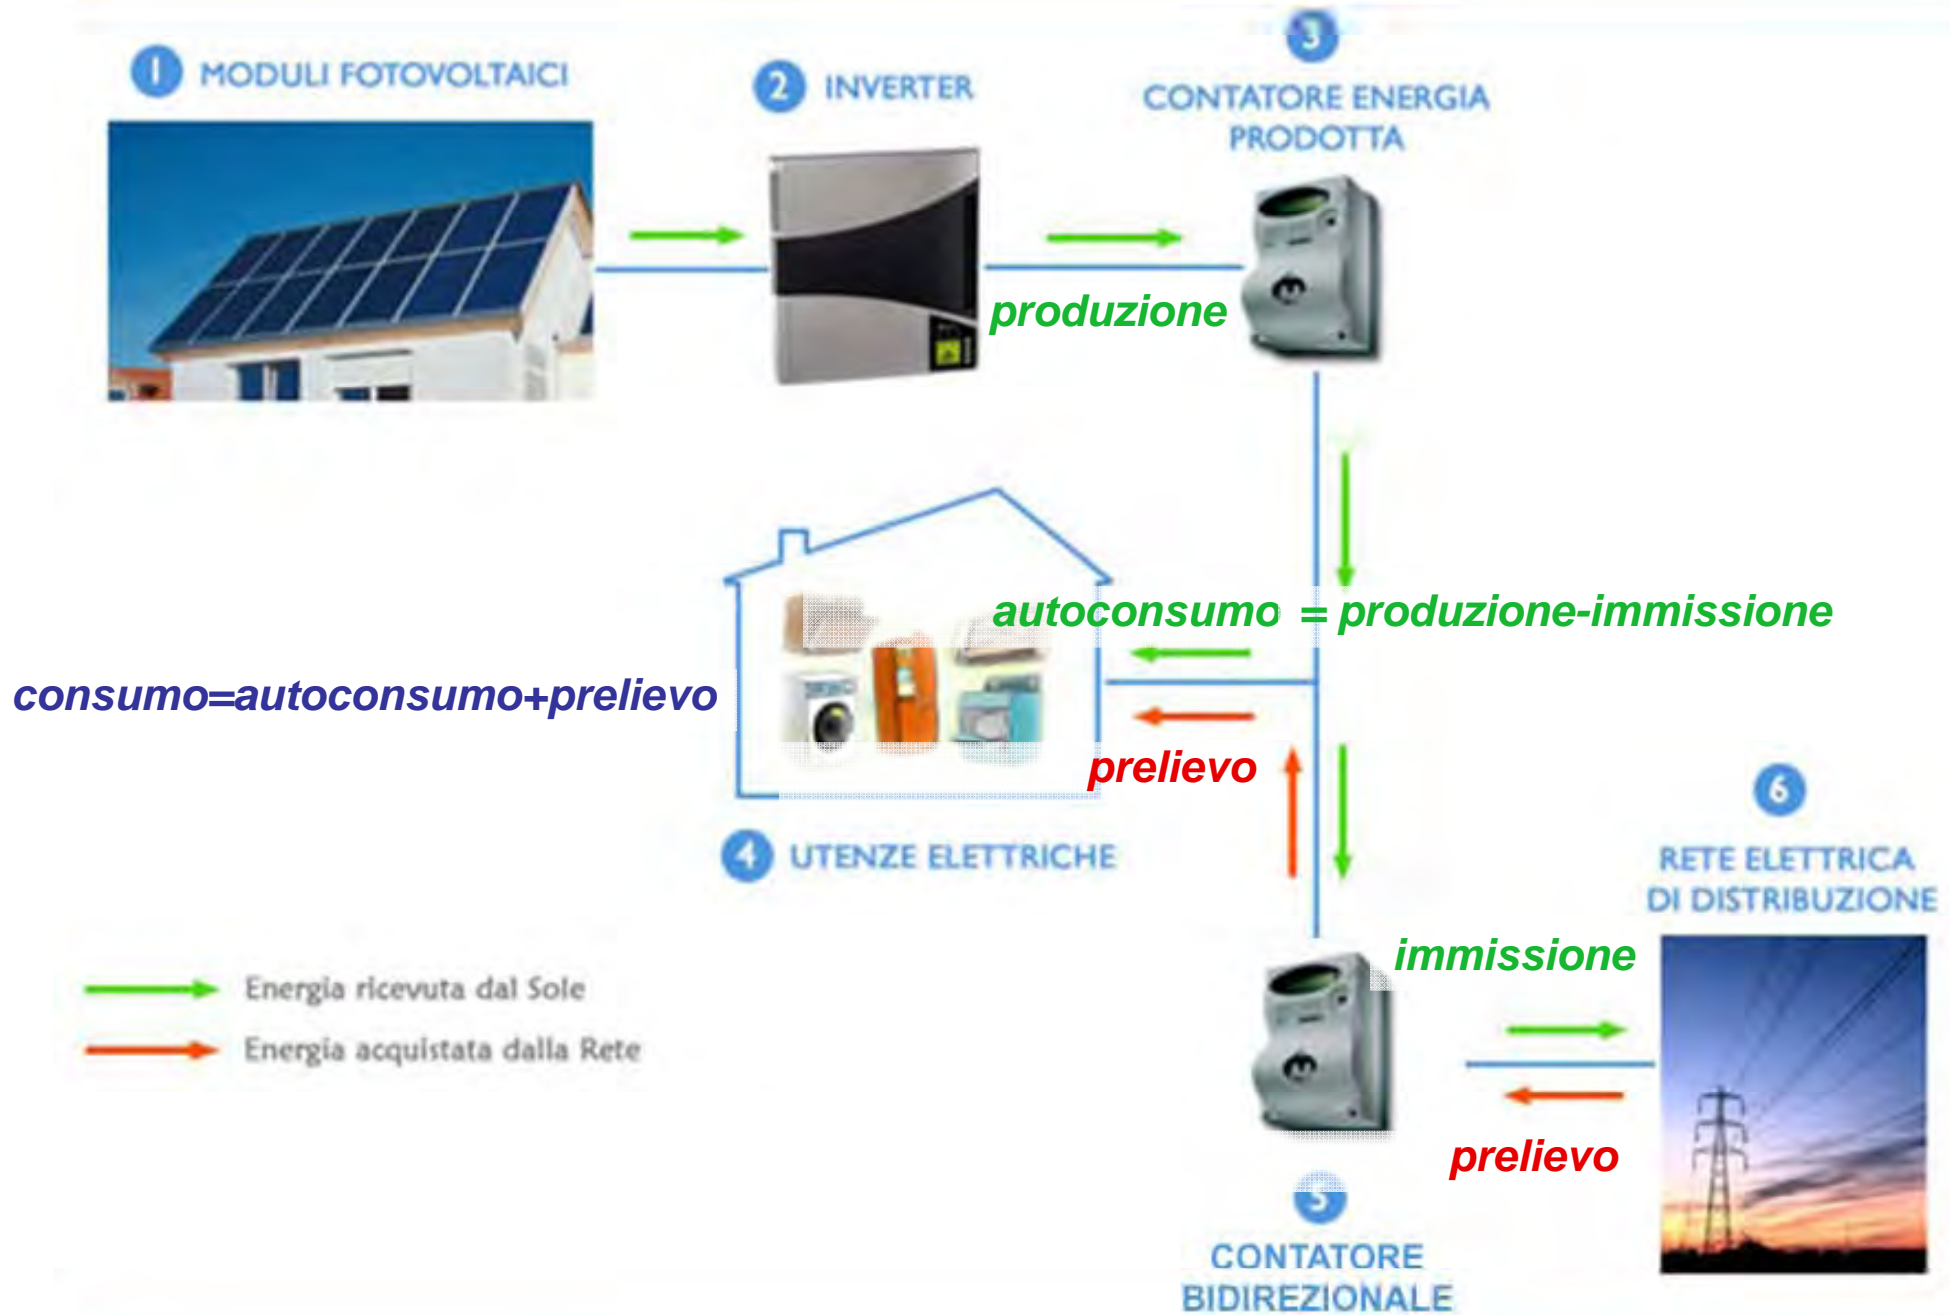 1 MODULI FOTOVOLTAICI
2 INVERTER
3
CONTATORE ENERGIA
PRODOTTA
produzione
autoconsumo = produzione-immissione
consumo=autoconsumo+prelievo
prelievo
4 UTENZE ELETTRICHE
6
RETE ELETTRICA
DI DISTRIBUZIONE
immissione
Energia ricevuta dal Sole
Energia acquistata dalla Rete
prelievo
5
CONTATORE
BIDIREZIONALE